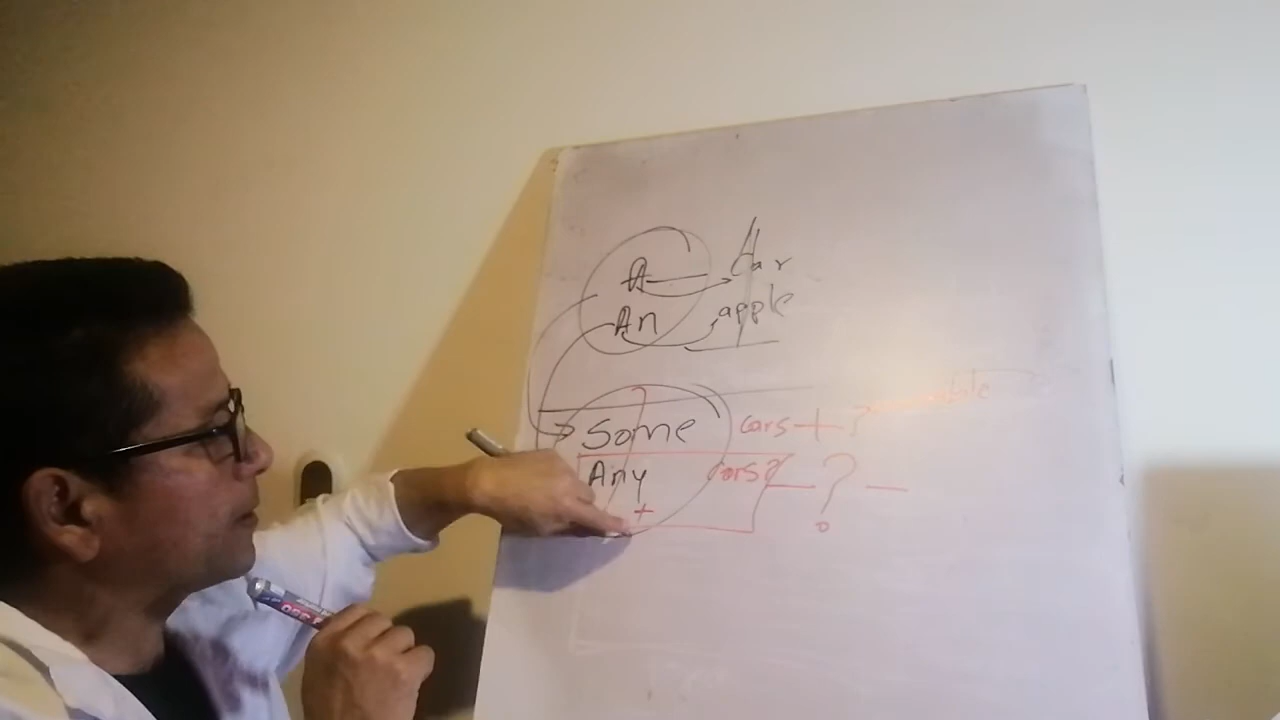 A car
An apple
Some cars + ?
Any cars? — ? —
+